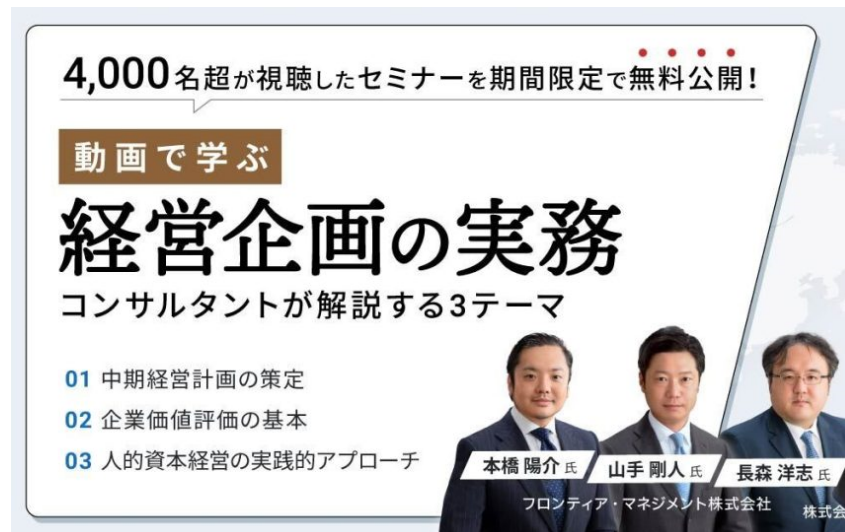 4,000名超が視聴したセミナーを期間限定で無料公開!
動画で学ぶ
経営企画の実務
コンサルタントが解説する3テーマ
01 中期経営計画の策定
02 企業価値評価の基本
03 人的資本経営の実践的アプローチ
本橋 陽介 氏
山手 剛人 氏
長森 洋志 氏
フロンティア・マネジメント株式会社
株式会